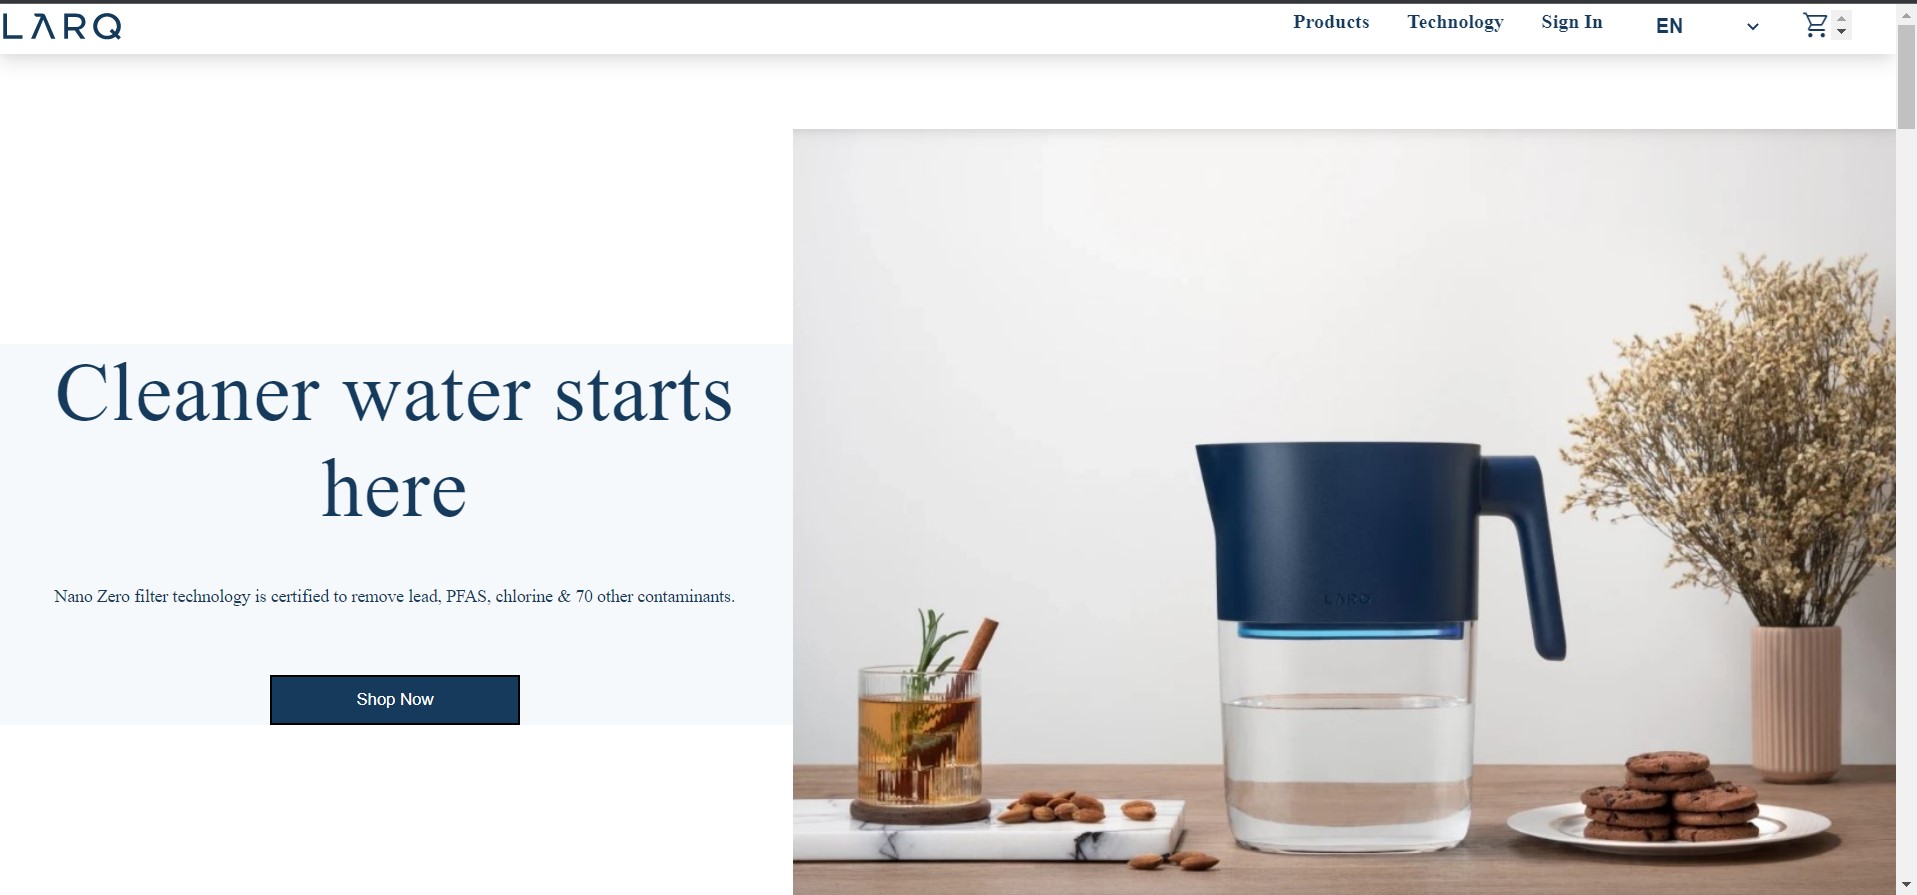 LARQ
Products Technology Sign In EN
Cleaner water starts
here
Nano Zero filter technology is certified to remove lead, PFAS, chlorine & 70 other contaminants.
Shop Now
LARQ